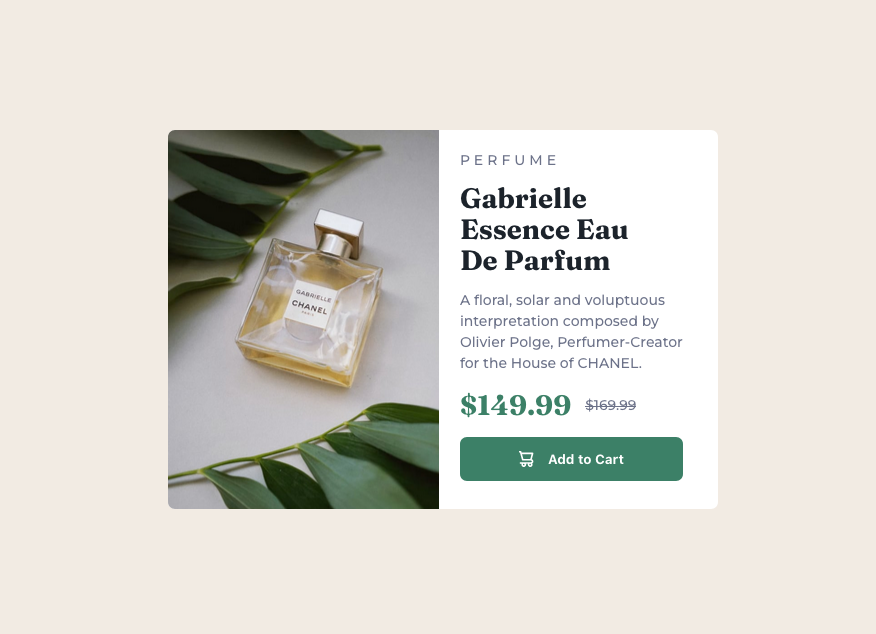 PERFUME
Gabrielle
Essence Eau
De Parfum
A floral, solar and voluptuous
interpretation composed by
Olivier Polge, Perfumer-Creator
for the House of CHANEL.
$149.99 $169.99
Add to Cart
GABRIELLE
CHANEL
PARIS